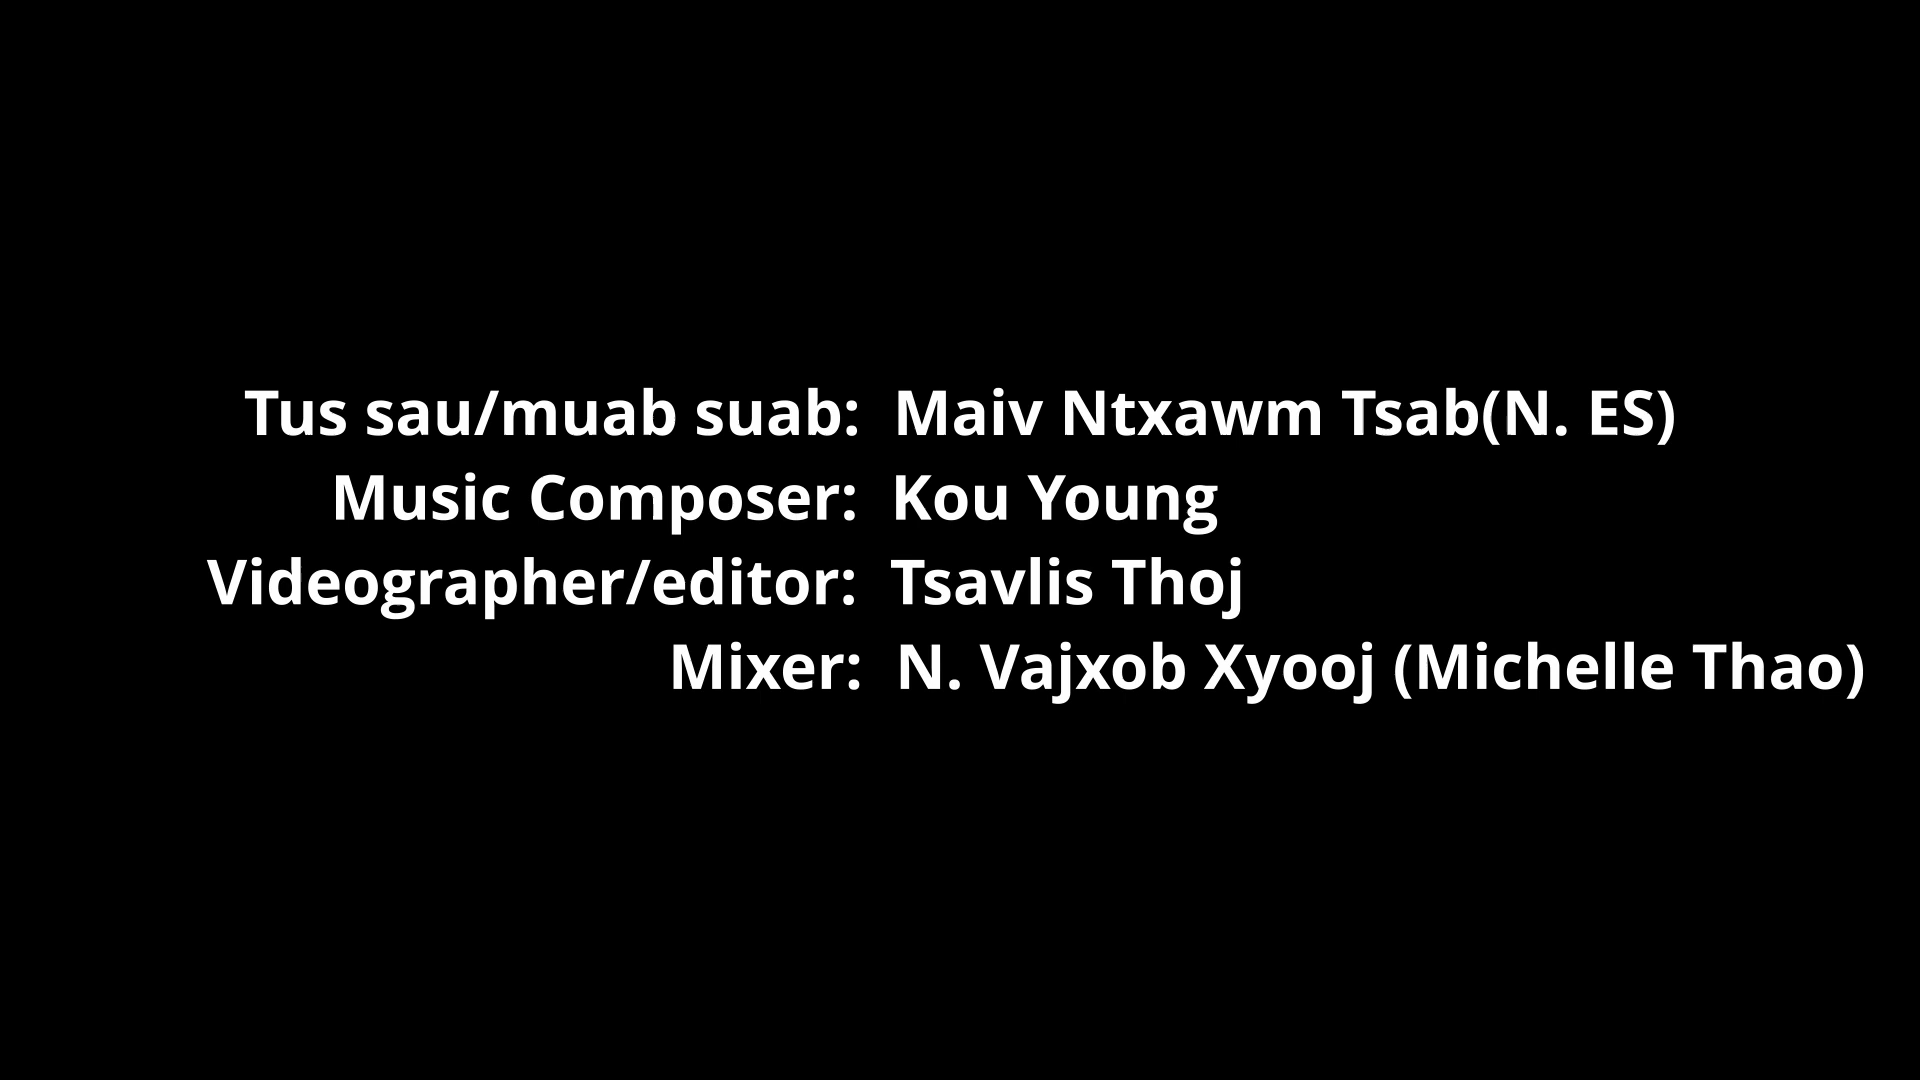 Tus sau/muab suab: Maiv Ntxawm Tsab(N. ES)
Music Composer: Kou Young
Videographer/editor: Tsavlis Thoj
Mixer: N. Vajxob Xyooj (Michelle Thao)